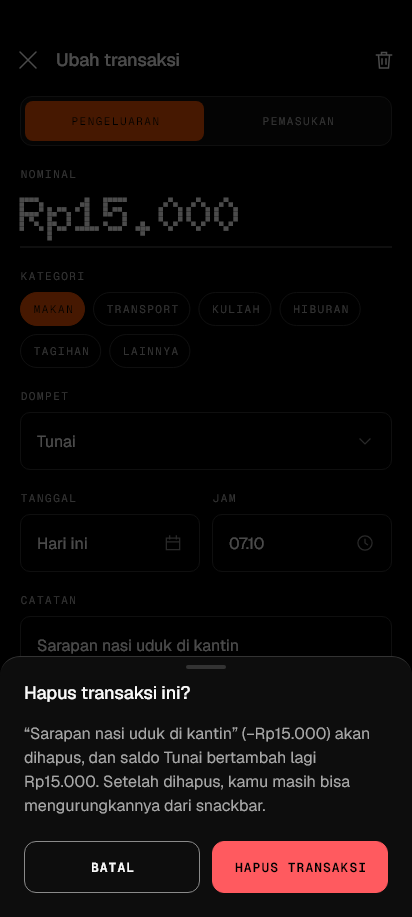 Ubah transaksi
PENGELUARAN PEMASUKAN
NOMINAL
Rp15.000
KATEGORI
MAKAN TRANSPORT KULIAH HIBURAN
TAGIHAN LAINNYA
DOMPET
Tunai
TANGGAL JAM
Hari ini 07.10
CATATAN
Sarapan nasi uduk di kantin
Hapus transaksi ini?
“Sarapan nasi uduk di kantin” (−Rp15.000) akan
dihapus, dan saldo Tunai bertambah lagi
Rp15.000. Setelah dihapus, kamu masih bisa
mengurungkannya dari snackbar.
BATAL HAPUS TRANSAKSI